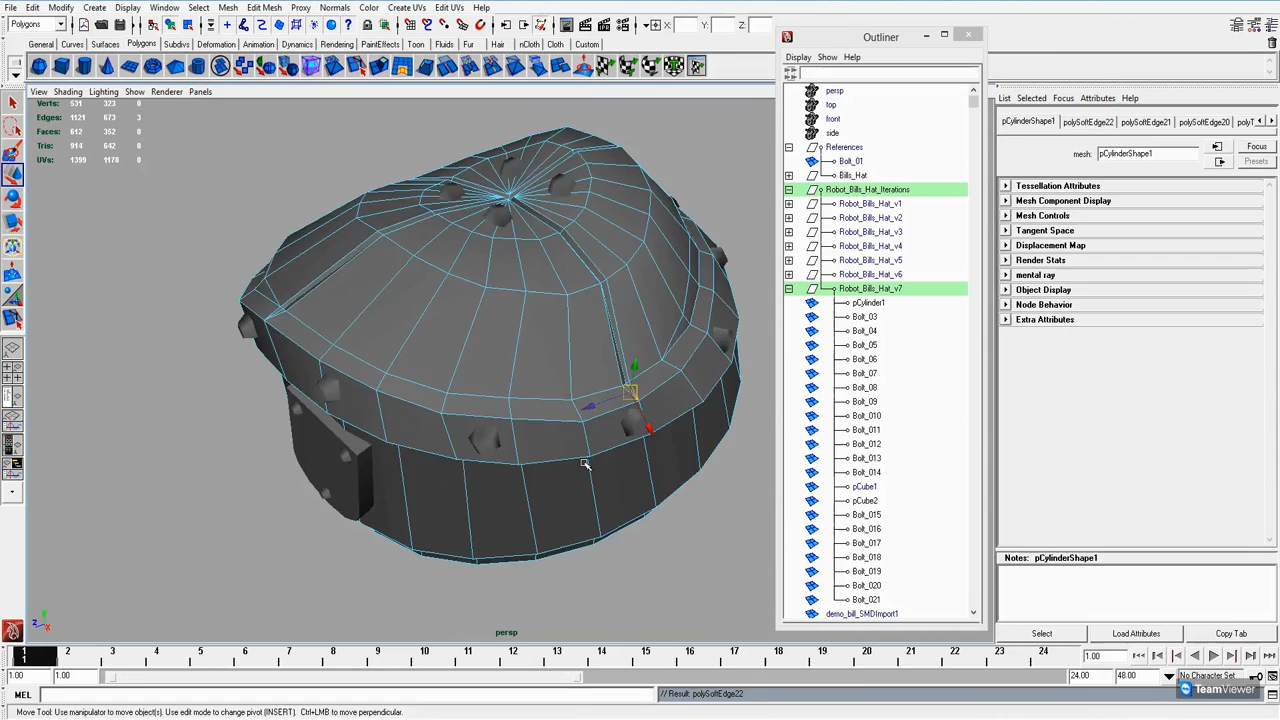 File Edit Modify Create Display Window Select Mesh Edit Mesh Proxy Normals Color Create UVs Edit UVs Help
Polygons X: Y: Z:
General Curves Surfaces Polygons Subdivs Deformation Animation Dynamics Rendering PaintEffects Toon Fluids Fur Hair nCloth Cloth Custom
View Shading Lighting Renderer Panels
Verts: 531 323 0
Edges: 1121 673 3
Faces: 612 352 0
Tris: 914 642 0
UVs: 1399 1176 0
persp
Outliner
Display Show Help
persp
top
front
side
References
Bolt_01
Bills_Hat
Robot_Bills_Hat_Iterations
Robot_Bills_Hat_v1
Robot_Bills_Hat_v2
Robot_Bills_Hat_v3
Robot_Bills_Hat_v4
Robot_Bills_Hat_v5
Robot_Bills_Hat_v6
Robot_Bills_Hat_v7
pCylinder1
Bolt_03
Bolt_04
Bolt_05
Bolt_06
Bolt_07
Bolt_08
Bolt_09
Bolt_010
Bolt_011
Bolt_012
Bolt_013
Bolt_014
pCube1
pCube2
Bolt_015
Bolt_016
Bolt_017
Bolt_018
Bolt_019
Bolt_020
Bolt_021
demo_bill_SMDImport1
List Selected Focus Attributes Help
pCylinderShape1 polySoftEdge22 polySoftEdge21 polySoftEdge20 polyT
mesh: pCylinderShape1
Focus
Presets
Tessellation Attributes
Mesh Component Display
Mesh Controls
Tangent Space
Displacement Map
Render Stats
mental ray
Object Display
Node Behavior
Extra Attributes
Notes: pCylinderShape1
Select Load Attributes Copy Tab
1 2 3 4 5 6 7 8 9 10 11 12 13 14 15 16 17 18 19 20 21 22 23 24
1 1.00
1.00 1.00 24.00 48.00 No Character Set
MEL // Result: polySoftEdge22
TeamViewer
Move Tool: Use manipulator to move object(s). Use edit mode to change pivot (INSERT). Ctrl+LMB to move perpendicular.